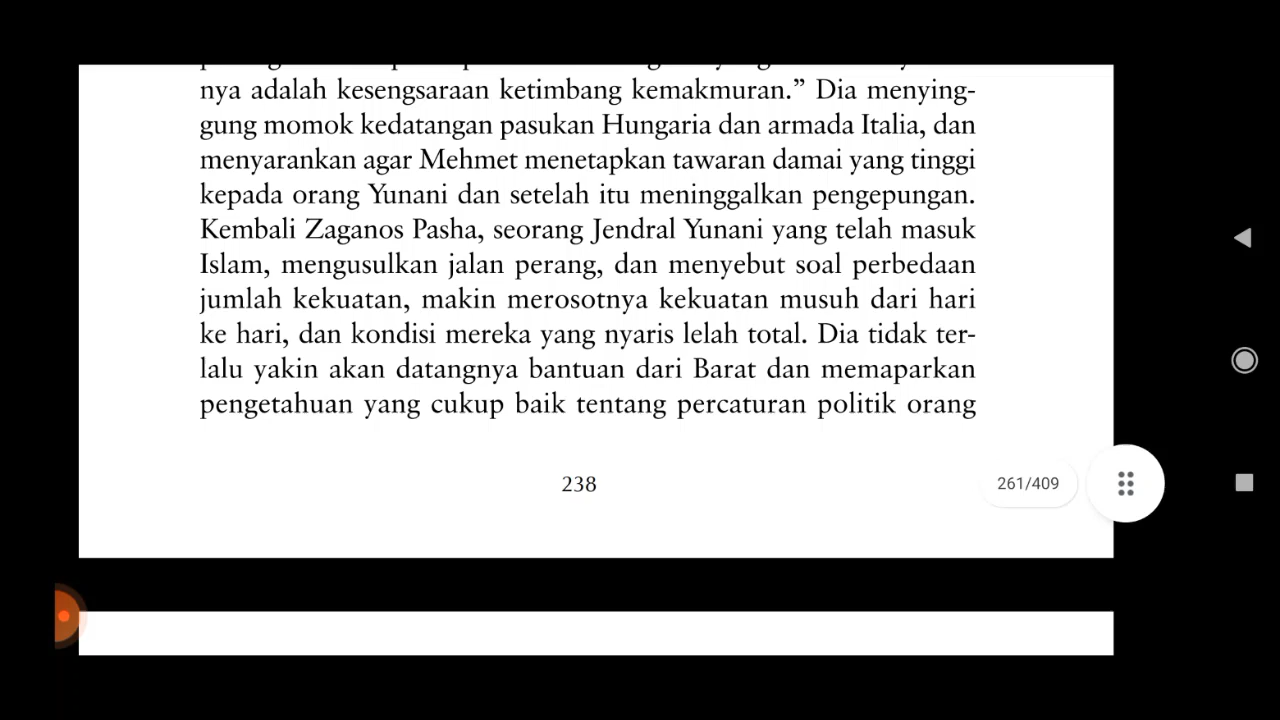 nya adalah kesengsaraan ketimbang kemakmuran.” Dia menying-
gung momok kedatangan pasukan Hungaria dan armada Italia, dan
menyarankan agar Mehmet menetapkan tawaran damai yang tinggi
kepada orang Yunani dan setelah itu meninggalkan pengepungan.
Kembali Zaganos Pasha, seorang Jendral Yunani yang telah masuk
Islam, mengusulkan jalan perang, dan menyebut soal perbedaan
jumlah kekuatan, makin merosotnya kekuatan musuh dari hari
ke hari, dan kondisi mereka yang nyaris lelah total. Dia tidak ter-
lalu yakin akan datangnya bantuan dari Barat dan memaparkan
pengetahuan yang cukup baik tentang percaturan politik orang
238
261/409